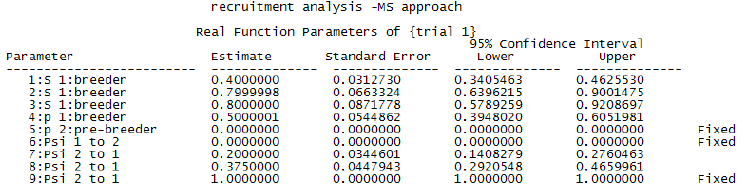 recruitment analysis -MS approach
Real Function Parameters of {trial 1}
95% Confidence Interval
Parameter Estimate Standard Error Lower Upper
1:S 1:breeder 0.4000000 0.0312730 0.3405463 0.4625530
2:S 1:breeder 0.7999998 0.0663324 0.6396215 0.9001475
3:S 1:breeder 0.8000000 0.0871778 0.5789259 0.9208697
4:p 1:breeder 0.5000001 0.0544862 0.3948020 0.6051981
5:p 2:pre-breeder 0.0000000 0.0000000 0.0000000 0.0000000 Fixed
6:Psi 1 to 2 0.0000000 0.0000000 0.0000000 0.0000000 Fixed
7:Psi 2 to 1 0.2000000 0.0344601 0.1408279 0.2760463
8:Psi 2 to 1 0.3750000 0.0447943 0.2920548 0.4659961
9:Psi 2 to 1 1.0000000 0.0000000 1.0000000 1.0000000 Fixed